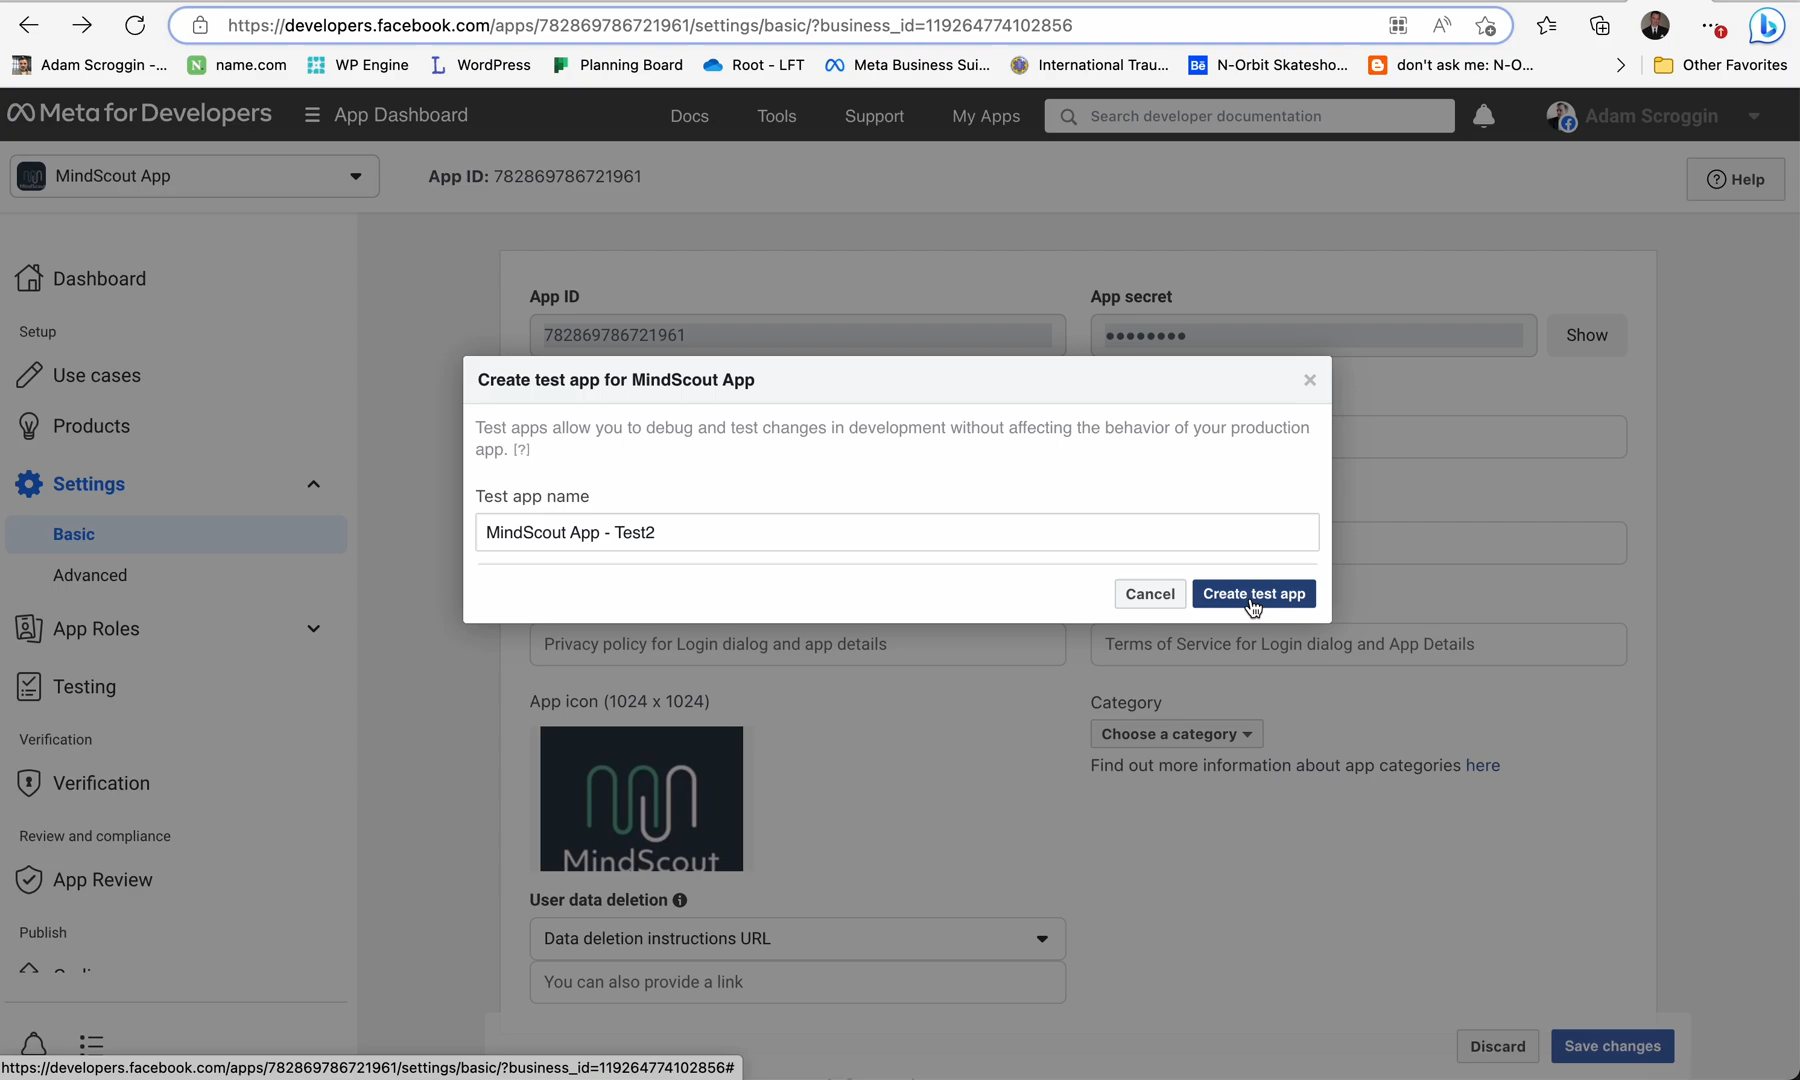 https://developers.facebook.com/apps/782869786721961/settings/basic/?business_id=119264774102856
Adam Scroggin -...
name.com
WP Engine
WordPress
Planning Board
Root - LFT
Meta Business Sui...
International Trau...
Bē N-Orbit Skatesho...
don't ask me: N-O...
Other Favorites
Meta for Developers
App Dashboard
Docs
Tools
Support
My Apps
Search developer documentation
Adam Scroggin
MindScout App
App ID: 782869786721961
Help
Dashboard
Setup
Use cases
Products
Settings
Basic
Advanced
App Roles
Testing
Verification
Verification
Review and compliance
App Review
Publish
App ID
782869786721961
App secret
••••••••
Show
Create test app for MindScout App
Test apps allow you to debug and test changes in development without affecting the behavior of your production
app. [?]
Test app name
MindScout App - Test2
Cancel
Create test app
Privacy policy for Login dialog and app details
Terms of Service for Login dialog and App Details
App icon (1024 x 1024)
MindScout
Category
Choose a category
Find out more information about app categories here
User data deletion
Data deletion instructions URL
You can also provide a link
Discard
Save changes
https://developers.facebook.com/apps/782869786721961/settings/basic/?business_id=119264774102856#